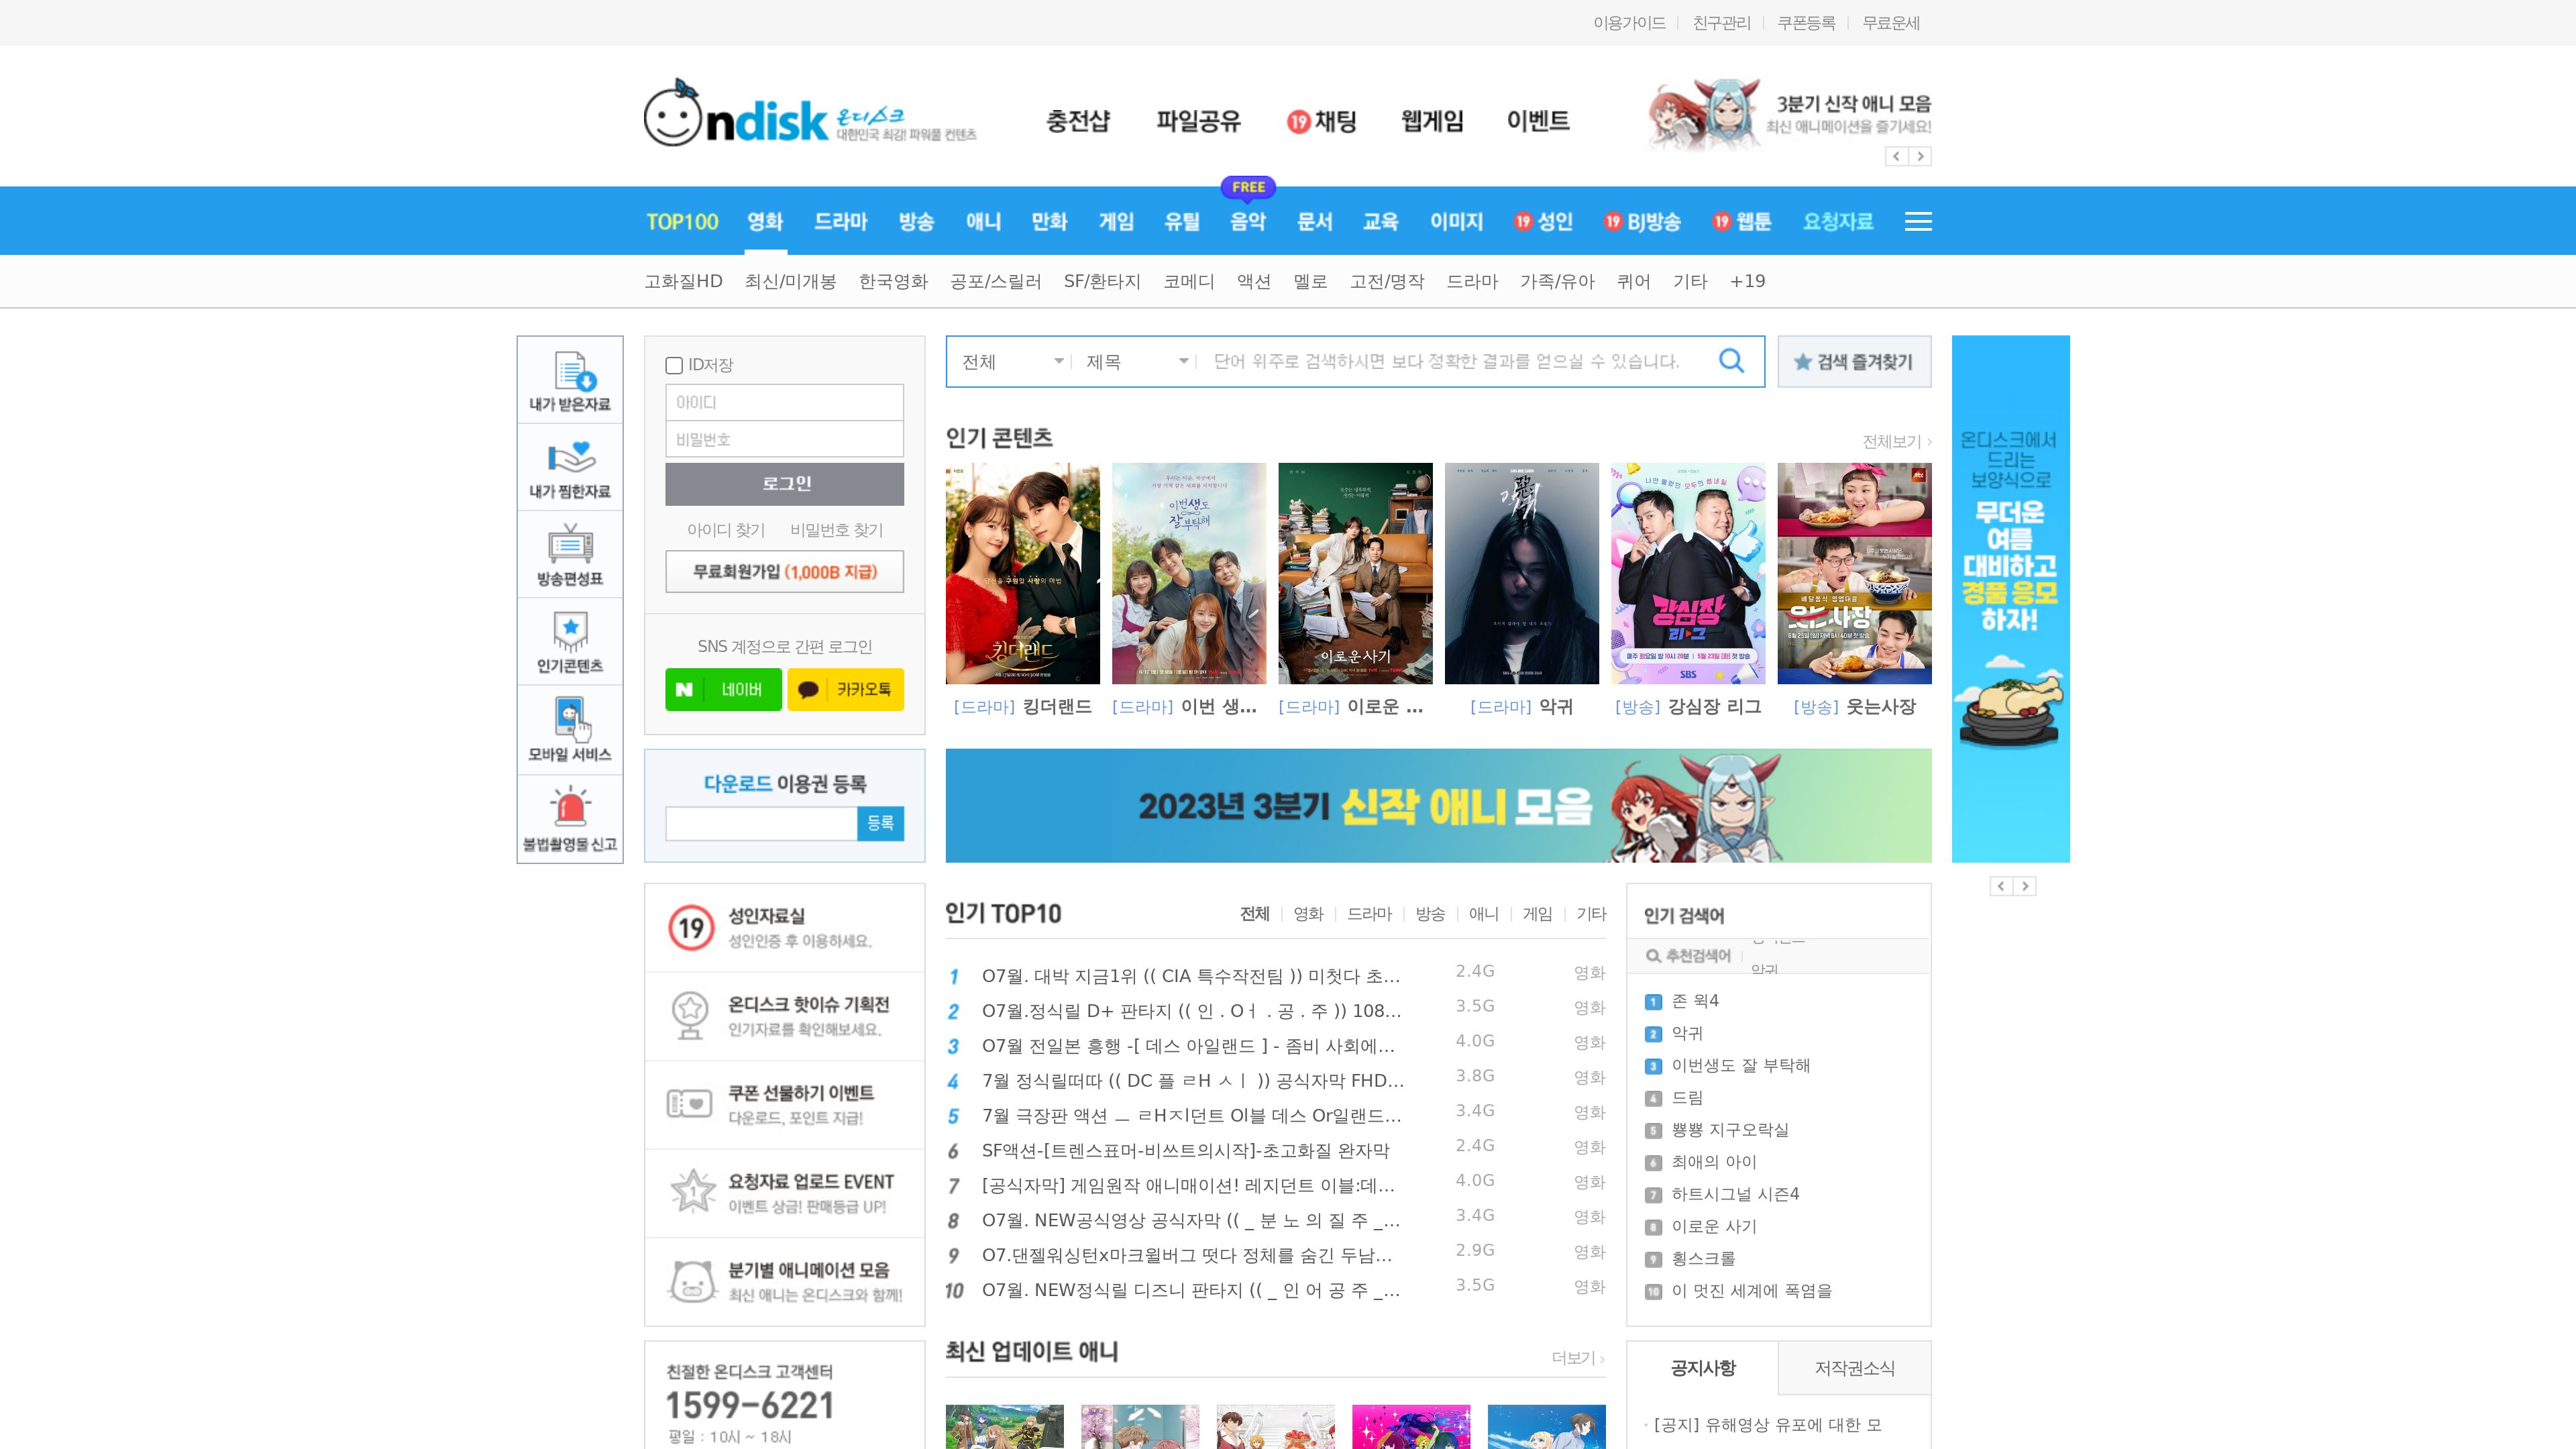 이용가이드 친구관리 쿠폰등록 무료운세
ndisk 온디스크
대한민국 최강! 파워풀 컨텐츠
충전샵 파일공유 19 채팅 웹게임 이벤트
3분기 신작 애니 모음
최신 애니메이션을 즐기세요!
FREE
TOP100 영화 드라마 방송 애니 만화 게임 유틸 음악 문서 교육 이미지 19 성인 19 BJ방송 19 웹툰 요청자료
고화질HD 최신/미개봉 한국영화 공포/스릴러 SF/환타지 코메디 액션 멜로 고전/명작 드라마 가족/유아 퀴어 기타 +19
내가 받은자료
내가 찜한자료
방송편성표
인기콘텐츠
모바일 서비스
불법촬영물 신고
ID저장
아이디
비밀번호
로그인
아이디 찾기 비밀번호 찾기
무료회원가입 (1,000B 지급)
SNS 계정으로 간편 로그인
N 네이버 카카오톡
다운로드 이용권 등록
등록
전체 제목 단어 위주로 검색하시면 보다 정확한 결과를 얻으실 수 있습니다.
검색 즐겨찾기
인기 콘텐츠
전체보기
킹더랜드
이번생도
잘 부탁해
이로운 사기
악귀
강심장
리그
SBS
웃는 사장
[드라마] 킹더랜드
[드라마] 이번 생...
[드라마] 이로운 ...
[드라마] 악귀
[방송] 강심장 리그
[방송] 웃는사장
2023년 3분기 신작 애니 모음
온디스크에서
드리는
보양식으로
무더운
여름
대비하고
경품 응모
하자!
19 성인자료실
성인인증 후 이용하세요.
온디스크 핫이슈 기획전
인기자료를 확인해보세요.
쿠폰 선물하기 이벤트
다운로드, 포인트 지급!
요청자료 업로드 EVENT
이벤트 상금! 판매등급 UP!
분기별 애니메이션 모음
최신 애니는 온디스크와 함께!
친절한 온디스크 고객센터
1599-6221
평일 : 10시 ~ 18시
인기 TOP10
전체 영화 드라마 방송 애니 게임 기타
1 O7월. 대박 지금1위 (( CIA 특수작전팀 )) 미첫다 초... 2.4G 영화
2 O7월.정식릴 D+ 판타지 (( 인 . Oㅓ . 공 . 주 )) 108... 3.5G 영화
3 O7월 전일본 흥행 -[ 데스 아일랜드 ] - 좀비 사회에... 4.0G 영화
4 7월 정식릴떠따 (( DC 플 ㄹH ㅅㅣ )) 공식자막 FHD... 3.8G 영화
5 7월 극장판 액션 ㅡ ㄹHㅈl던트 Ol블 데스 Or일랜드... 3.4G 영화
6 SF액션-[트렌스표머-비쓰트의시작]-초고화질 완자막 2.4G 영화
7 [공식자막] 게임원작 애니매이션! 레지던트 이블:데... 4.0G 영화
8 O7월. NEW공식영상 공식자막 (( _ 분 노 의 질 주 _... 3.4G 영화
9 O7.댄젤워싱턴x마크월버그 떳다 정체를 숨긴 두남... 2.9G 영화
10 O7월. NEW정식릴 디즈니 판타지 (( _ 인 어 공 주 _... 3.5G 영화
최신 업데이트 애니
더보기
인기 검색어
추천검색어
악귀
1 존 윅4
2 악귀
3 이번생도 잘 부탁해
4 드림
5 뿅뿅 지구오락실
6 최애의 아이
7 하트시그널 시즌4
8 이로운 사기
9 횡스크롤
10 이 멋진 세계에 폭염을
공지사항 저작권소식
[공지] 유해영상 유포에 대한 모